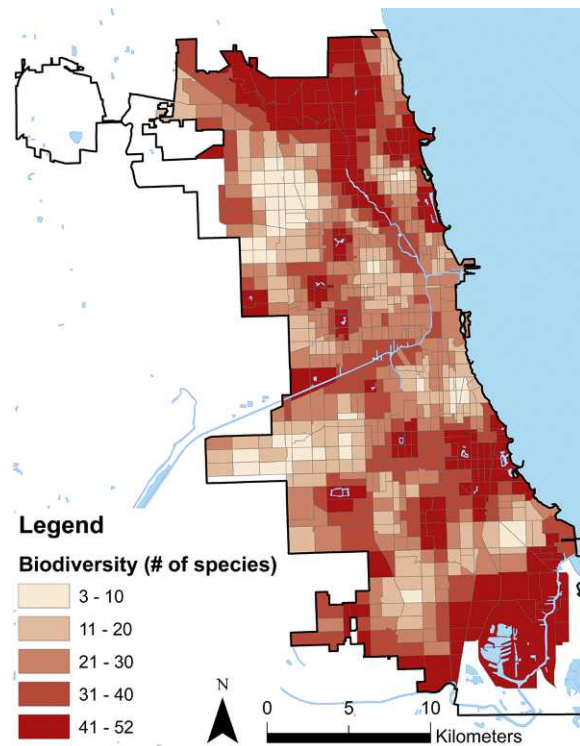 Legend
Biodiversity (# of species)
3 - 10
11 - 20
21 - 30
31 - 40
41 - 52
N
0 5 10
Kilometers